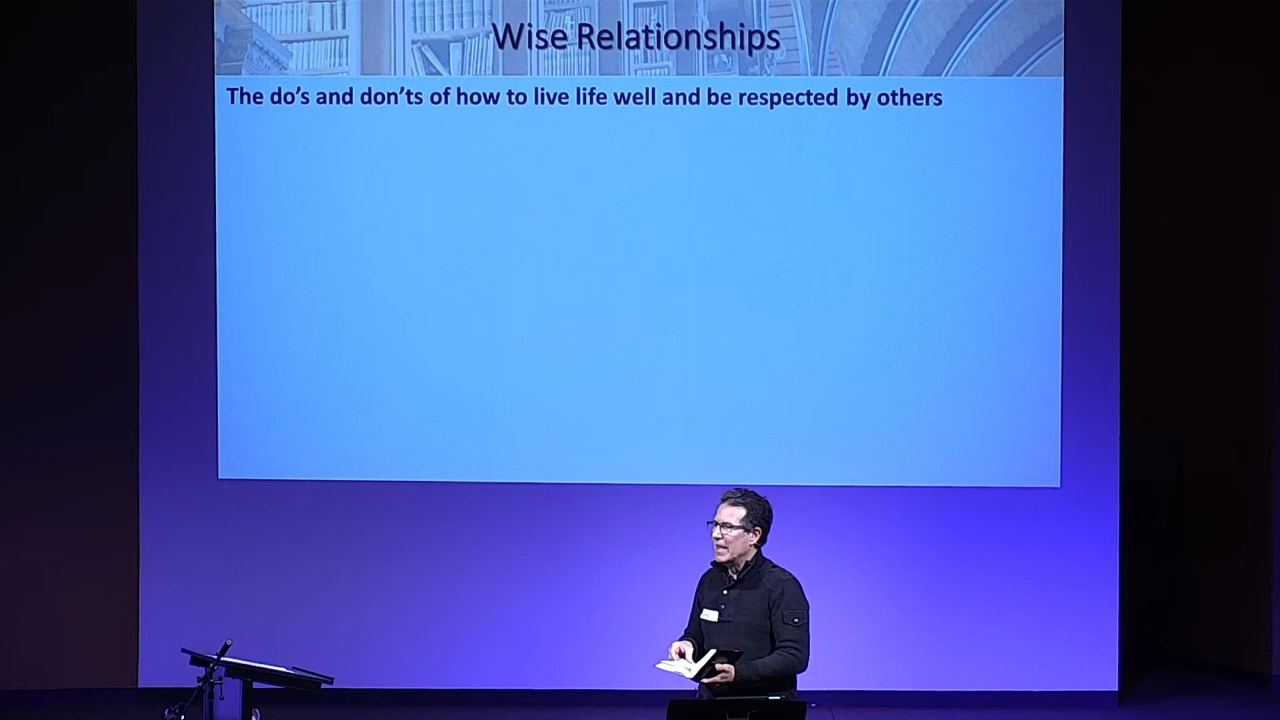 Wise Relationships
The do’s and don’ts of how to live life well and be respected by others